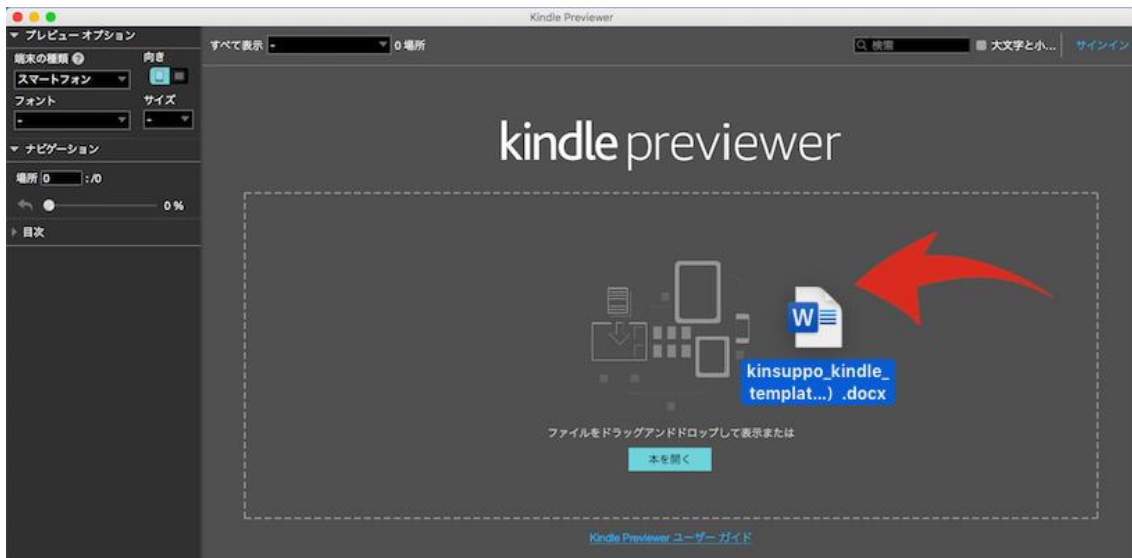 Kindle Previewer
プレビュー オプション
端末の種類 ?
向き
スマートフォン
フォント
サイズ
-
-
ナビゲーション
場所 0 : /0
0 %
目次
すべて表示 -
0 場所
検索
大文字と小...
サインイン
kindle previewer
W
kinsuppo_kindle_
templat...) .docx
ファイルをドラッグアンドドロップして表示または
本を開く
Kindle Previewer ユーザー ガイド